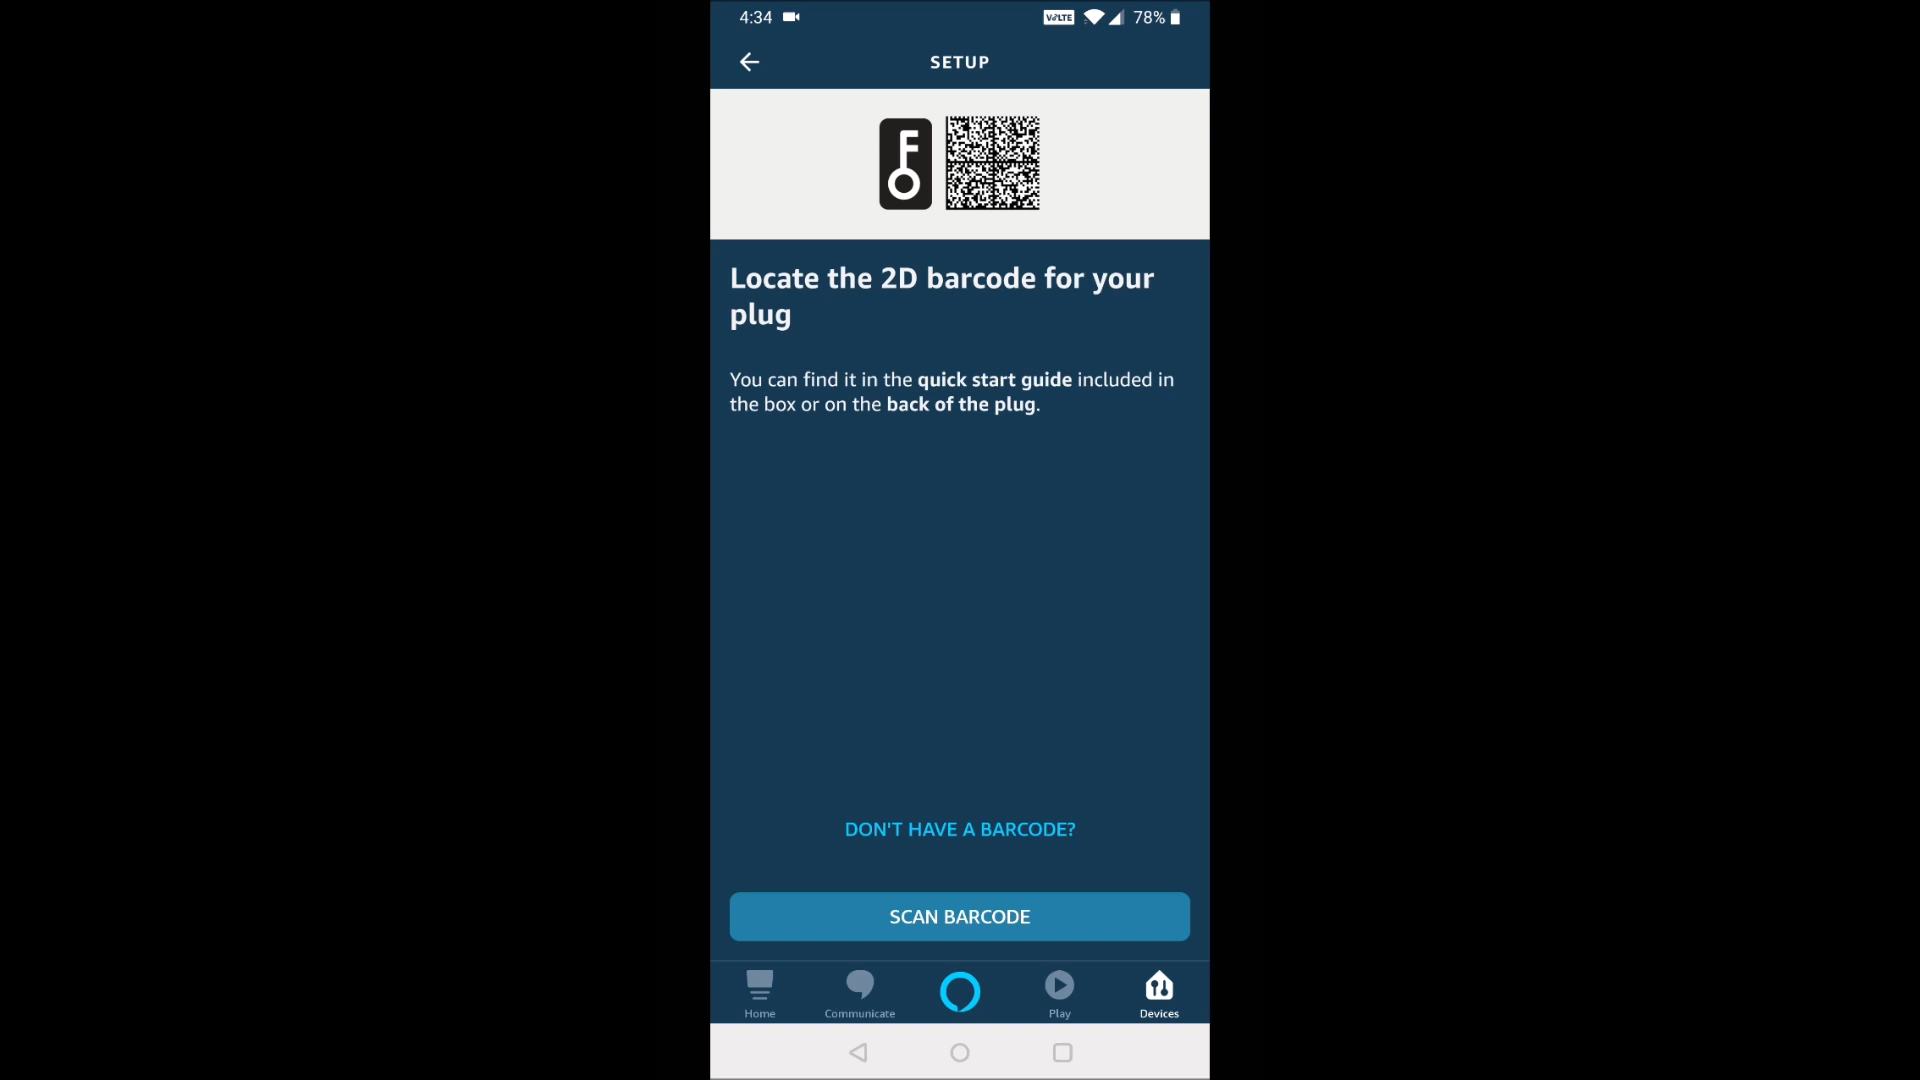 4:34
VoLTE
78%
SETUP
Locate the 2D barcode for your
plug
You can find it in the quick start guide included in
the box or on the back of the plug.
DON'T HAVE A BARCODE?
SCAN BARCODE
Home
Communicate
Play
Devices